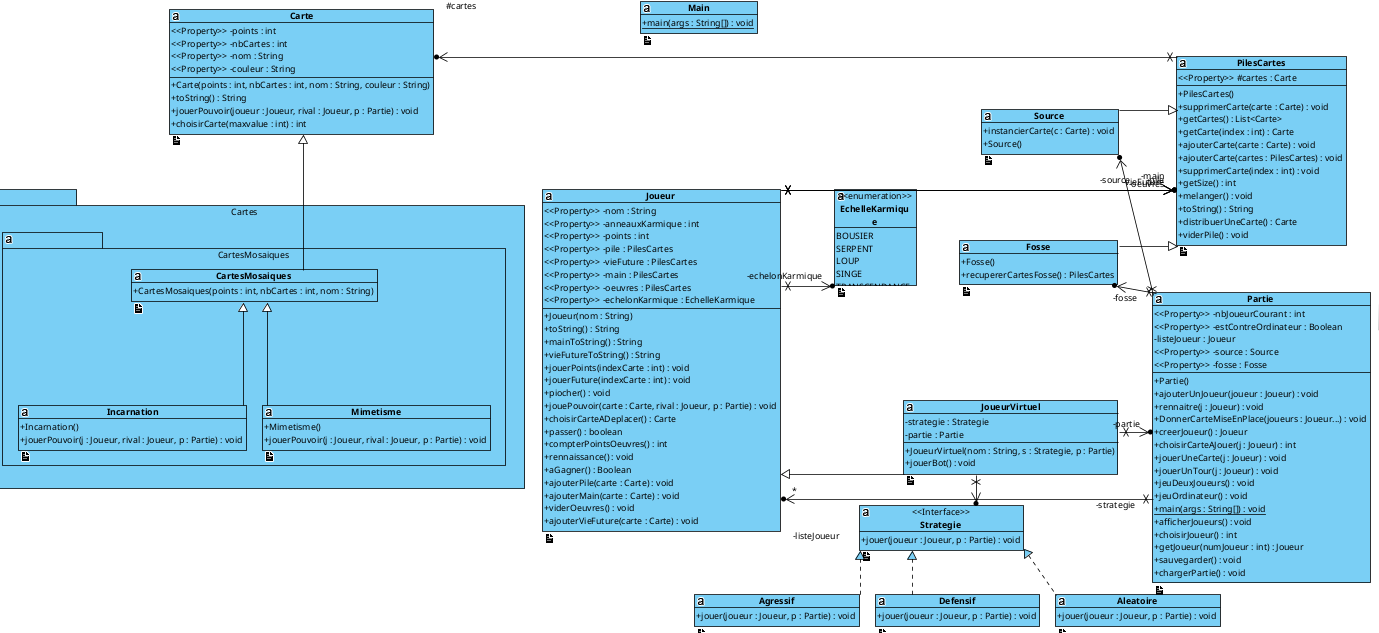 #cartes
Carte
<<Property>> -points : int
<<Property>> -nbCartes : int
<<Property>> -nom : String
<<Property>> -couleur : String
+Carte(points : int, nbCartes : int, nom : String, couleur : String)
+toString() : String
+jouerPouvoir(joueur : Joueur, rival : Joueur, p : Partie) : void
+choisirCarte(maxvalue : int) : int
Main
+main(args : String[]) : void
PilesCartes
<<Property>> #cartes : Carte
+PilesCartes()
+supprimerCarte(carte : Carte) : void
+getCartes() : List<Carte>
+getCarte(index : int) : Carte
+ajouterCarte(carte : Carte) : void
+ajouterCarte(cartes : PilesCartes) : void
+supprimerCarte(index : int) : void
+getSize() : int
+melanger() : void
+toString() : String
+distribuerUneCarte() : Carte
+viderPile() : void
Source
+instancierCarte(c : Carte) : void
+Source()
-source
-main
Fosse
+Fosse()
+recupererCartesFosse() : PilesCartes
-fosse
Cartes
CartesMosaiques
CartesMosaiques
+CartesMosaiques(points : int, nbCartes : int, nom : String)
Incarnation
+Incarnation()
+jouerPouvoir(j : Joueur, rival : Joueur, p : Partie) : void
Mimetisme
+Mimetisme()
+jouerPouvoir(j : Joueur, rival : Joueur, p : Partie) : void
Joueur
<<Property>> -nom : String
<<Property>> -anneauxKarmique : int
<<Property>> -points : int
<<Property>> -pile : PilesCartes
<<Property>> -vieFuture : PilesCartes
<<Property>> -main : PilesCartes
<<Property>> -oeuvres : PilesCartes
<<Property>> -echelonKarmique : EchelleKarmique
+Joueur(nom : String)
+toString() : String
+mainToString() : String
+vieFutureToString() : String
+jouerPoints(indexCarte : int) : void
+jouerFuture(indexCarte : int) : void
+piocher() : void
+jouePouvoir(carte : Carte, rival : Joueur, p : Partie) : void
+choisirCarteADeplacer() : Carte
+passer() : boolean
+compterPointsOeuvres() : int
+rennaissance() : void
+aGagner() : Boolean
+ajouterPile(carte : Carte) : void
+ajouterMain(carte : Carte) : void
+viderOeuvres() : void
+ajouterVieFuture(carte : Carte) : void
<<enumeration>>
EchelleKarmiqu
e
BOUSIER
SERPENT
LOUP
SINGE
-echelonKarmique
Partie
<<Property>> -nbJoueurCourant : int
<<Property>> -estContreOrdinateur : Boolean
-listeJoueur : Joueur
<<Property>> -source : Source
<<Property>> -fosse : Fosse
+Partie()
+ajouterUnJoueur(joueur : Joueur) : void
+rennaitre(j : Joueur) : void
+DonnerCarteMiseEnPlace(joueurs : Joueur...) : void
+creerJoueur() : Joueur
+choisirCarteAJouer(j : Joueur) : int
+jouerUneCarte(j : Joueur) : void
+jouerUnTour(j : Joueur) : void
+jeuDeuxJoueurs() : void
+jeuOrdinateur() : void
+main(args : String[]) : void
+afficherJoueurs() : void
+choisirJoueur() : int
+getJoueur(numJoueur : int) : Joueur
+sauvegarder() : void
+chargerPartie() : void
JoueurVirtuel
-strategie : Strategie
-partie : Partie
+JoueurVirtuel(nom : String, s : Strategie, p : Partie)
+jouerBot() : void
-partie
*
-strategie
-listeJoueur
<<Interface>>
Strategie
+jouer(joueur : Joueur, p : Partie) : void
Agressif
+jouer(joueur : Joueur, p : Partie) : void
Defensif
+jouer(joueur : Joueur, p : Partie) : void
Aleatoire
+jouer(joueur : Joueur, p : Partie) : void